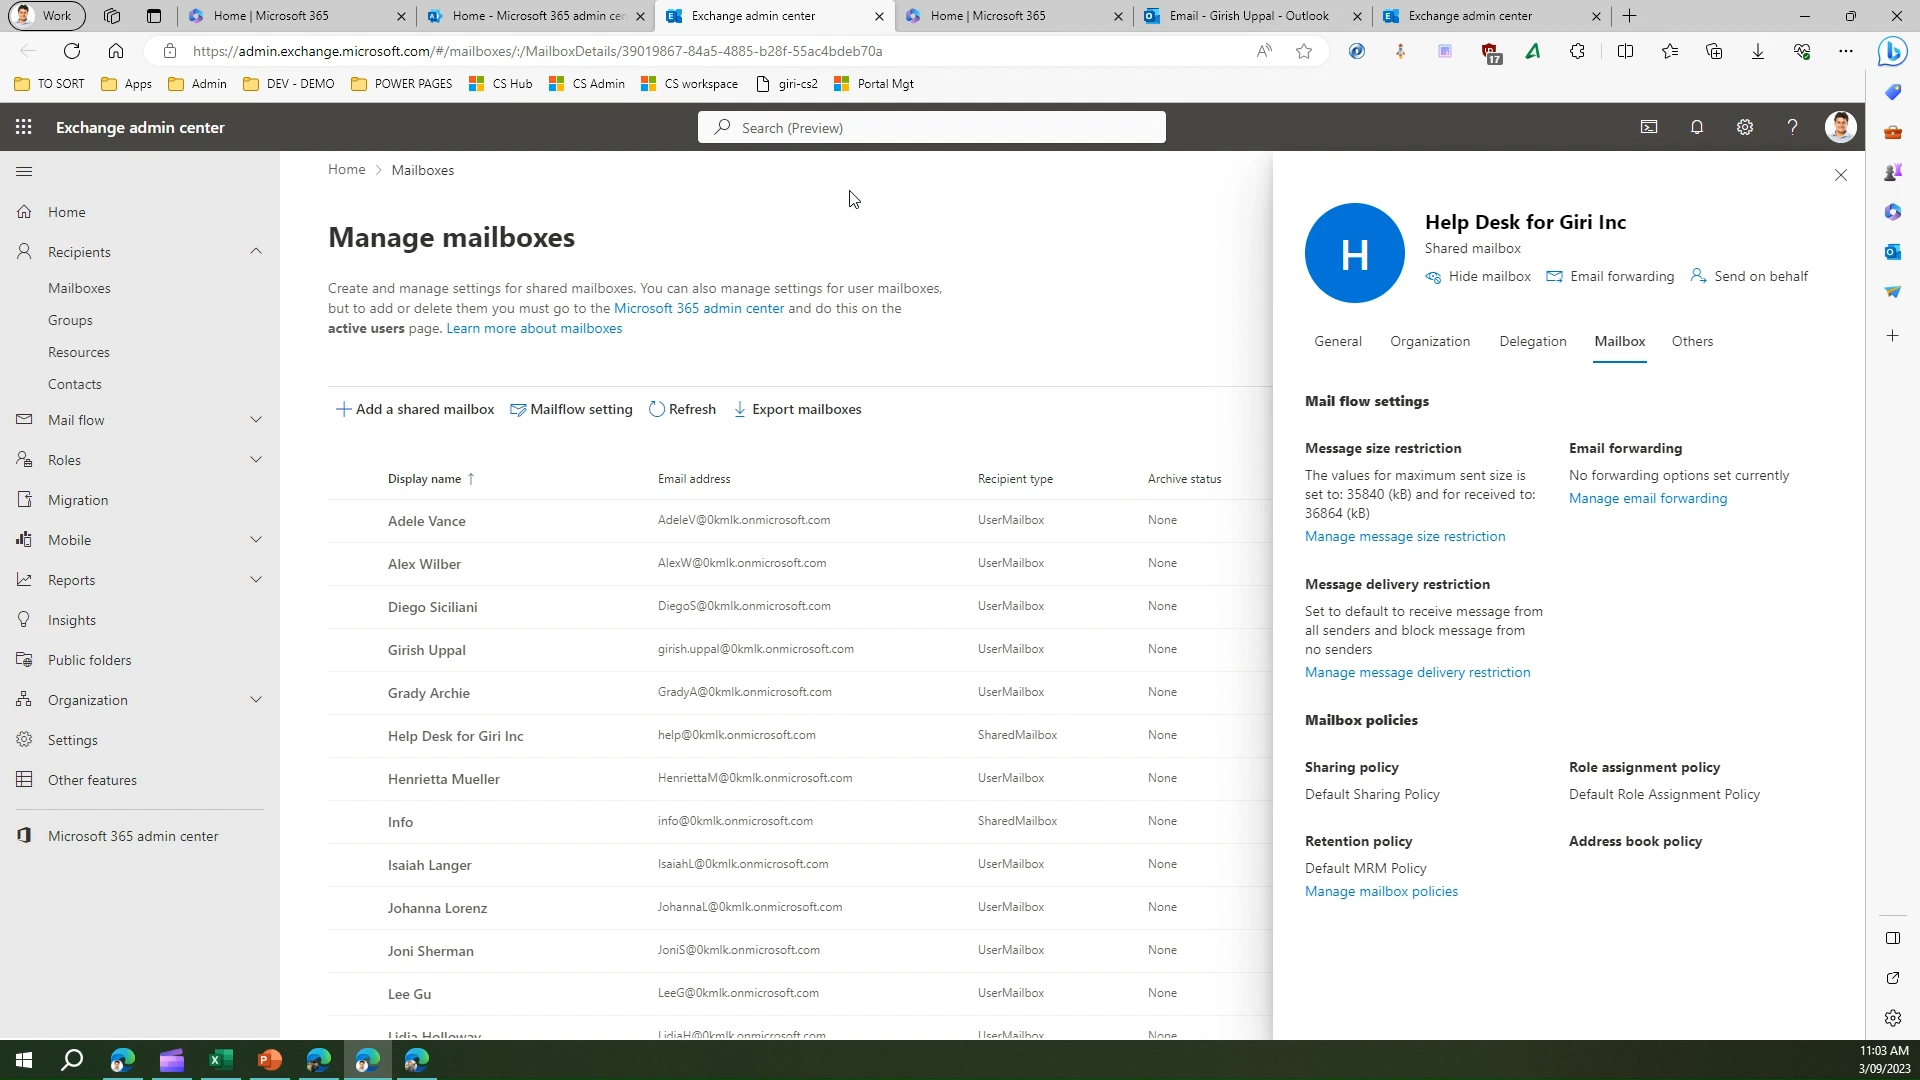 Work
Home | Microsoft 365
Home - Microsoft 365 admin cen
Exchange admin center
Home | Microsoft 365
Email - Girish Uppal - Outlook
Exchange admin center
https://admin.exchange.microsoft.com/#/mailboxes/:/MailboxDetails/39019867-84a5-4885-b28f-55ac4bdeb70a
17
TO SORT
Apps
Admin
DEV - DEMO
POWER PAGES
CS Hub
CS Admin
CS workspace
giri-cs2
Portal Mgt
Exchange admin center
Search (Preview)
Home
Recipients
Mailboxes
Groups
Resources
Contacts
Mail flow
Roles
Migration
Mobile
Reports
Insights
Public folders
Organization
Settings
Other features
Microsoft 365 admin center
Home > Mailboxes
Manage mailboxes
Create and manage settings for shared mailboxes. You can also manage settings for user mailboxes,
but to add or delete them you must go to the Microsoft 365 admin center and do this on the
active users page. Learn more about mailboxes
Add a shared mailbox
Mailflow setting
Refresh
Export mailboxes
Display name ↑ Email address Recipient type Archive status
Adele Vance AdeleV@0kmlk.onmicrosoft.com UserMailbox None
Alex Wilber AlexW@0kmlk.onmicrosoft.com UserMailbox None
Diego Siciliani DiegoS@0kmlk.onmicrosoft.com UserMailbox None
Girish Uppal girish.uppal@0kmlk.onmicrosoft.com UserMailbox None
Grady Archie GradyA@0kmlk.onmicrosoft.com UserMailbox None
Help Desk for Giri Inc help@0kmlk.onmicrosoft.com SharedMailbox None
Henrietta Mueller HenriettaM@0kmlk.onmicrosoft.com UserMailbox None
Info info@0kmlk.onmicrosoft.com SharedMailbox None
Isaiah Langer IsaiahL@0kmlk.onmicrosoft.com UserMailbox None
Johanna Lorenz JohannaL@0kmlk.onmicrosoft.com UserMailbox None
Joni Sherman JoniS@0kmlk.onmicrosoft.com UserMailbox None
Lee Gu LeeG@0kmlk.onmicrosoft.com UserMailbox None
Lidia Holloway LidiaH@0kmlk.onmicrosoft.com UserMailbox None
H
Help Desk for Giri Inc
Shared mailbox
Hide mailbox
Email forwarding
Send on behalf
General
Organization
Delegation
Mailbox
Others
Mail flow settings
Message size restriction
The values for maximum sent size is
set to: 35840 (kB) and for received to:
36864 (kB)
Manage message size restriction
Email forwarding
No forwarding options set currently
Manage email forwarding
Message delivery restriction
Set to default to receive message from
all senders and block message from
no senders
Manage message delivery restriction
Mailbox policies
Sharing policy
Default Sharing Policy
Role assignment policy
Default Role Assignment Policy
Retention policy
Default MRM Policy
Manage mailbox policies
Address book policy
11:03 AM
3/09/2023